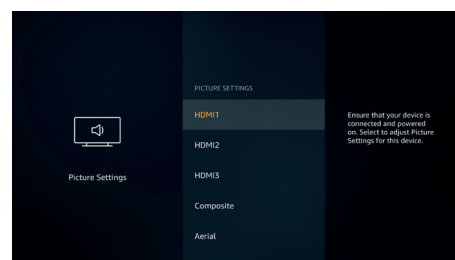 PICTURE SETTINGS
HDMI1
HDMI2
HDMI3
Composite
Aerial
Picture Settings
Ensure that your device is
connected and powered
on. Select to adjust Picture
Settings for this device.